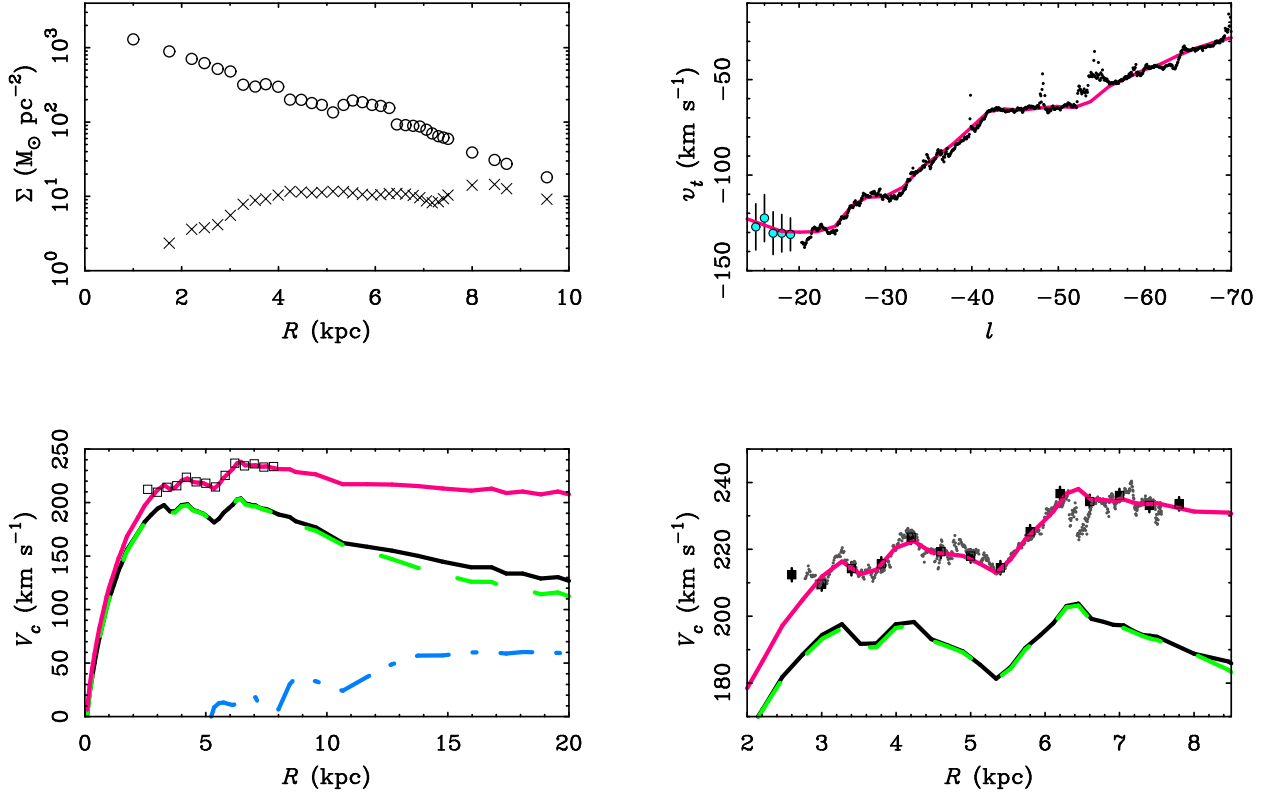 Σ (M⊙ pc⁻²)
10³
10²
10¹
10⁰
0 2 4 6 8 10
R (kpc)
v_t (km s⁻¹)
−50
−100
−150
−20 −30 −40 −50 −60 −70
l
V_c (km s⁻¹)
250
200
150
100
50
0
0 5 10 15 20
R (kpc)
V_c (km s⁻¹)
240
220
200
180
2 3 4 5 6 7 8
R (kpc)